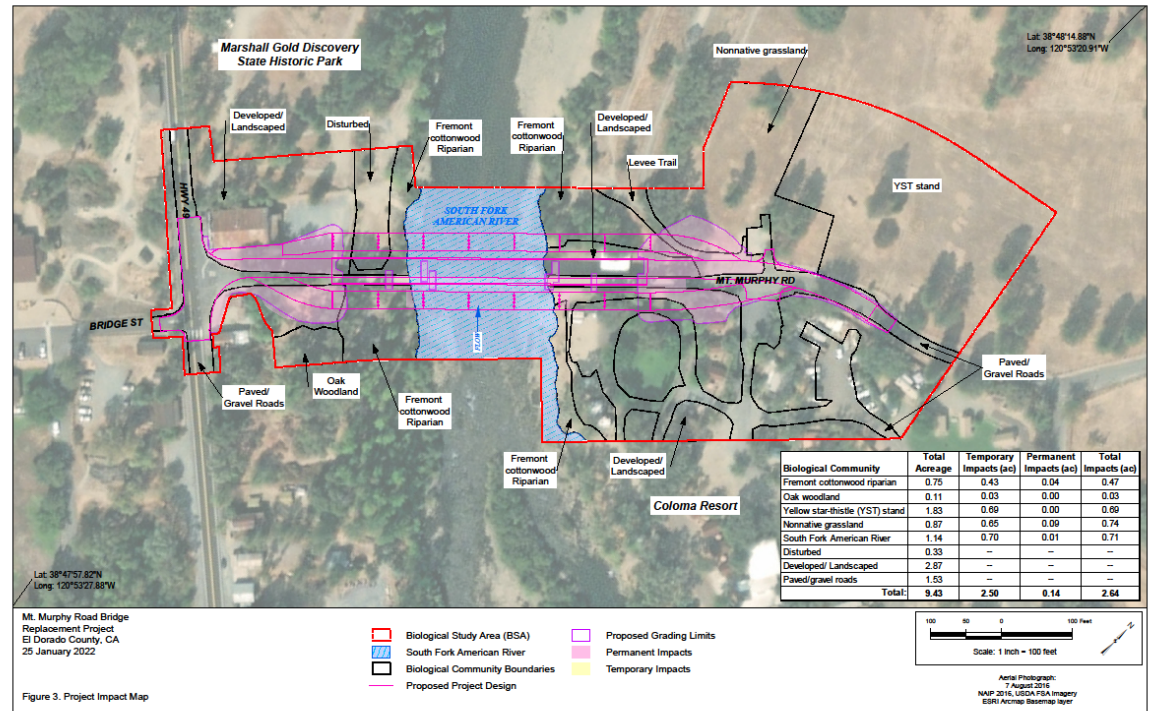 Marshall Gold Discovery
State Historic Park
Nonnative grassland
Lat: 38°48'14.88"N
Long: 120°53'20.91"W
Developed/
Landscaped
Disturbed
Fremont
cottonwood
Riparian
Fremont
cottonwood
Riparian
Developed/
Landscaped
Levee Trail
YST stand
HWY 49
SOUTH FORK
AMERICAN RIVER
MT. MURPHY RD
BRIDGE ST
FLOW
Paved/
Gravel Roads
Oak
Woodland
Fremont
cottonwood
Riparian
Paved/
Gravel Roads
Fremont
cottonwood
Riparian
Developed/
Landscaped
Coloma Resort
Biological Community Total Acreage Temporary Impacts (ac) Permanent Impacts (ac) Total Impacts (ac)
Fremont cottonwood riparian 0.75 0.43 0.04 0.47
Oak woodland 0.11 0.03 0.00 0.03
Yellow star-thistle (YST) stand 1.83 0.69 0.00 0.69
Nonnative grassland 0.87 0.65 0.09 0.74
South Fork American River 1.14 0.70 0.01 0.71
Disturbed 0.33 -- --
Developed/ Landscaped 2.87 -- --
Paved/gravel roads 1.53 -- --
Total: 9.43 2.50 0.14 2.64
Lat: 38°47'57.82"N
Long: 120°53'27.88"W
Mt. Murphy Road Bridge
Replacement Project
El Dorado County, CA
25 January 2022
Figure 3. Project Impact Map
Biological Study Area (BSA)
South Fork American River
Biological Community Boundaries
Proposed Project Design
Proposed Grading Limits
Permanent Impacts
Temporary Impacts
100 50 0 100 Feet
Scale: 1 Inch = 100 feet
N
Aerial Photograph:
7 August 2016
NAIP 2016, USDA FSA Imagery
ESRI Arcmap Basemap layer